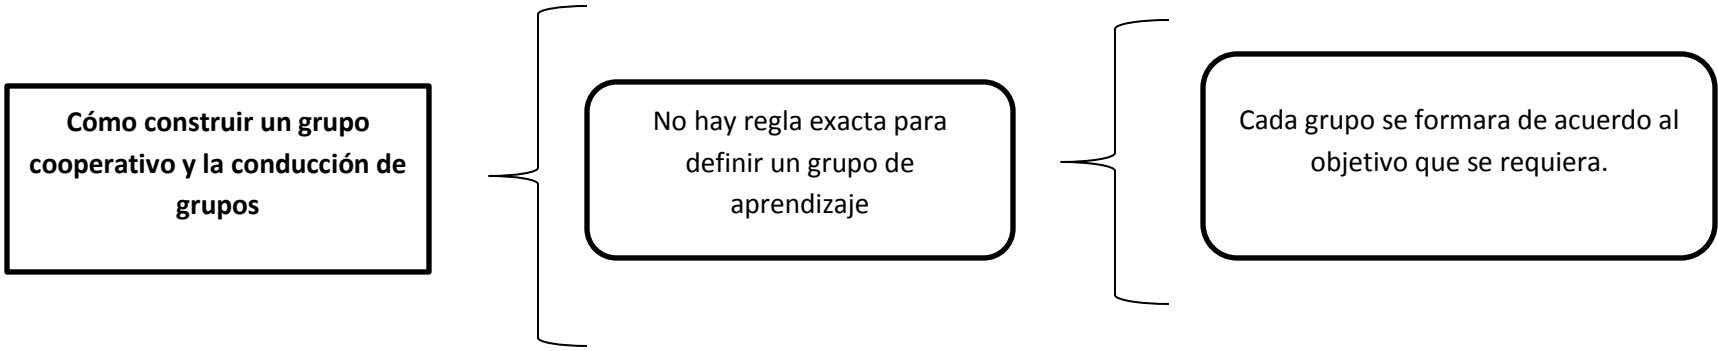 Cómo construir un grupo
cooperativo y la conducción de
grupos
No hay regla exacta para
definir un grupo de
aprendizaje
Cada grupo se formara de acuerdo al
objetivo que se requiera.